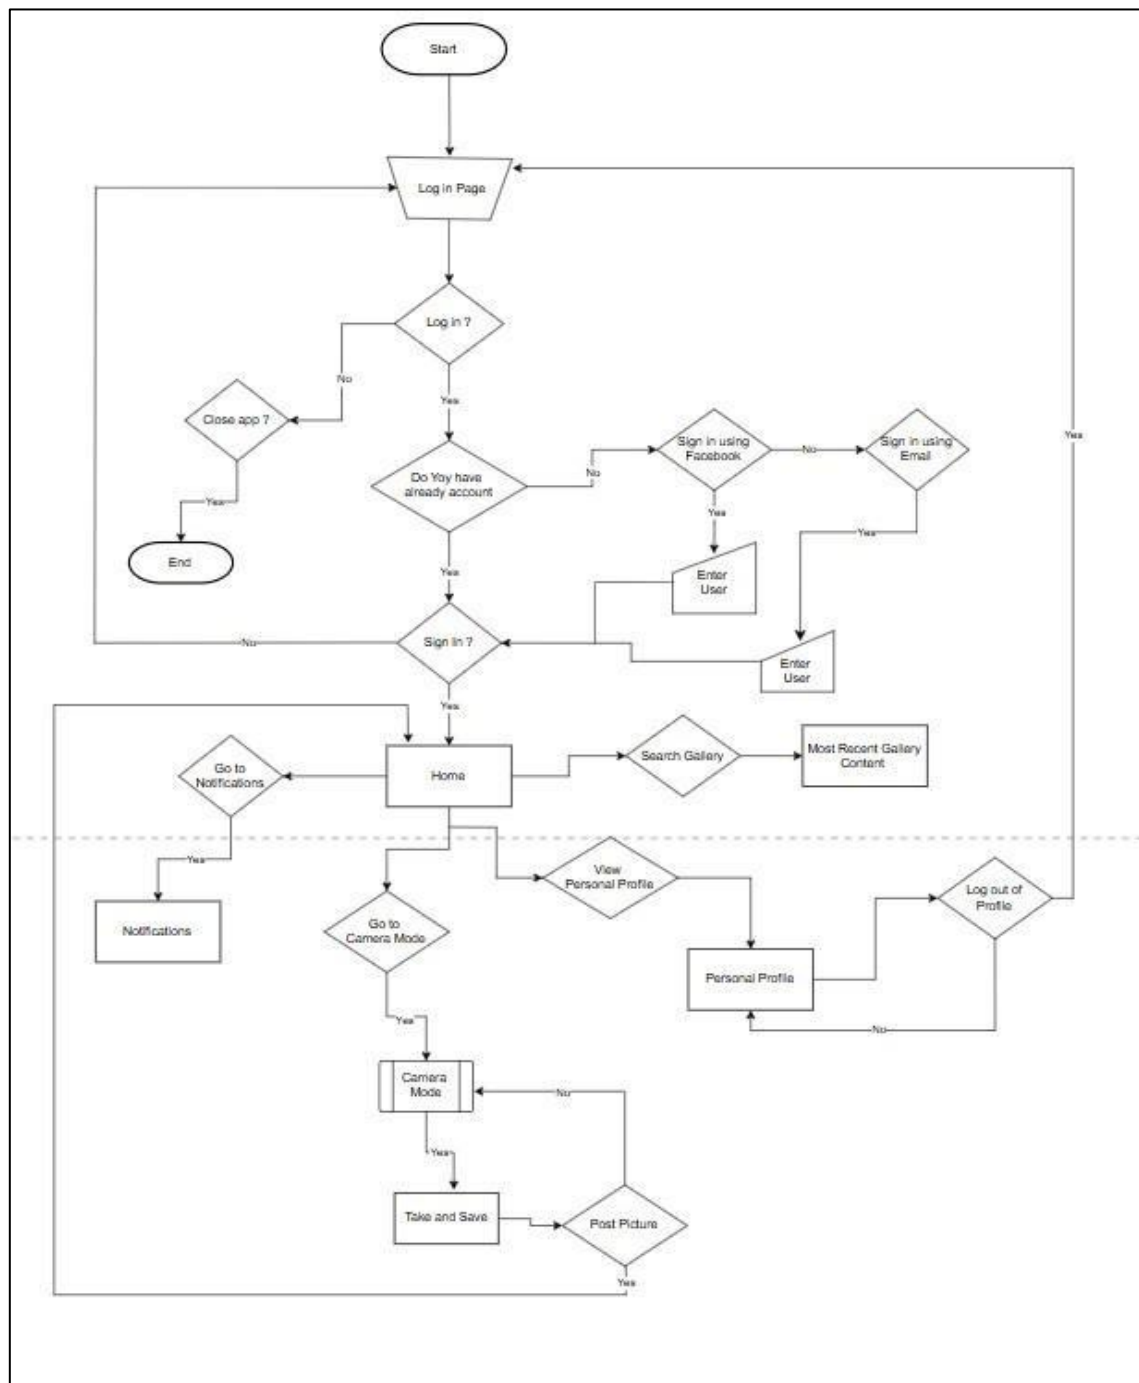 Start
Log in Page
Log in ?
No
Yes
Close app ?
Yes
End
Do Yoy have
already account
No
Sign in using
Facebook
No
Sign in using
Email
Yes
Yes
Yes
Yes
Enter
User
Enter
User
Sign In ?
No
Yes
Home
Go to
Notifications
Yes
Notifications
Search Gallery
Most Recent Gallery
Content
View
Personal Profile
Personal Profile
Log out of
Profile
No
Go to
Camera Mode
Yes
Camera
Mode
No
Yes
Take and Save
Post Picture
Yes